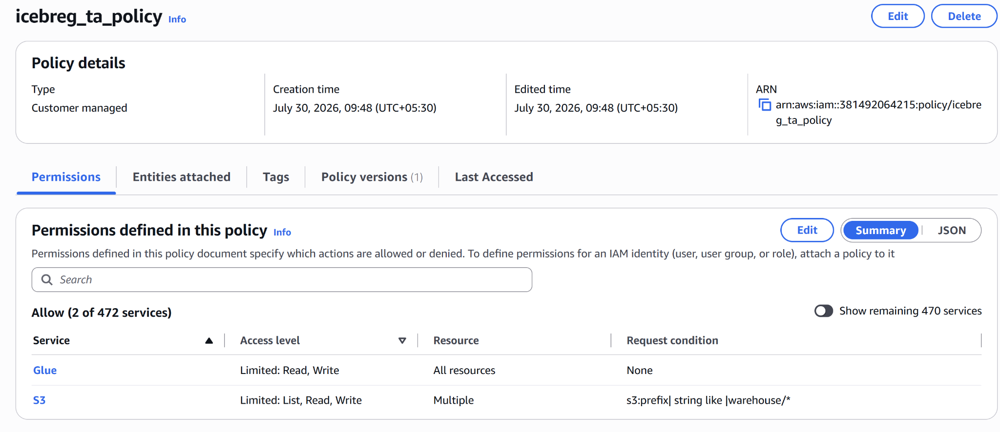 icebreg_ta_policy Info
Edit
Delete
Policy details
Type
Customer managed
Creation time
July 30, 2026, 09:48 (UTC+05:30)
Edited time
July 30, 2026, 09:48 (UTC+05:30)
ARN
arn:aws:iam::381492064215:policy/icebre
g_ta_policy
Permissions
Entities attached
Tags
Policy versions (1)
Last Accessed
Permissions defined in this policy Info
Edit
Summary
JSON
Permissions defined in this policy document specify which actions are allowed or denied. To define permissions for an IAM identity (user, user group, or role), attach a policy to it
Search
Allow (2 of 472 services)
Show remaining 470 services
Service Access level Resource Request condition
Glue Limited: Read, Write All resources None
S3 Limited: List, Read, Write Multiple s3:prefix| string like |warehouse/*